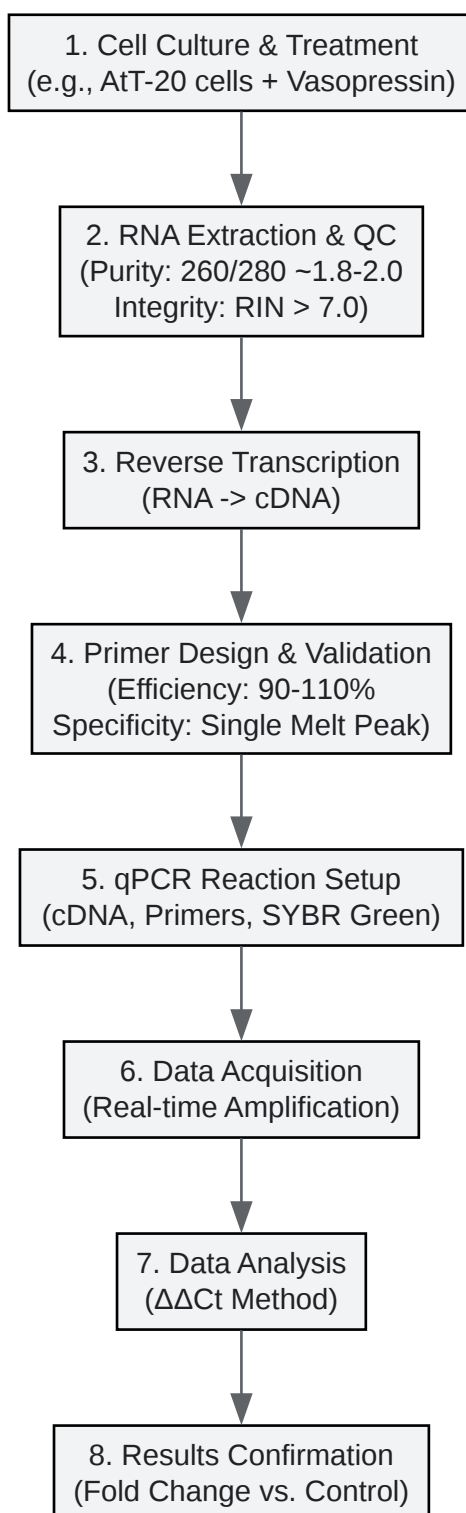 1. Cell Culture & Treatment
(e.g., AtT-20 cells + Vasopressin)
2. RNA Extraction & QC
(Purity: 260/280 ~1.8-2.0
Integrity: RIN > 7.0)
3. Reverse Transcription
(RNA -> cDNA)
4. Primer Design & Validation
(Efficiency: 90-110%
Specificity: Single Melt Peak)
5. qPCR Reaction Setup
(cDNA, Primers, SYBR Green)
6. Data Acquisition
(Real-time Amplification)
7. Data Analysis
(ΔΔCt Method)
8. Results Confirmation
(Fold Change vs. Control)